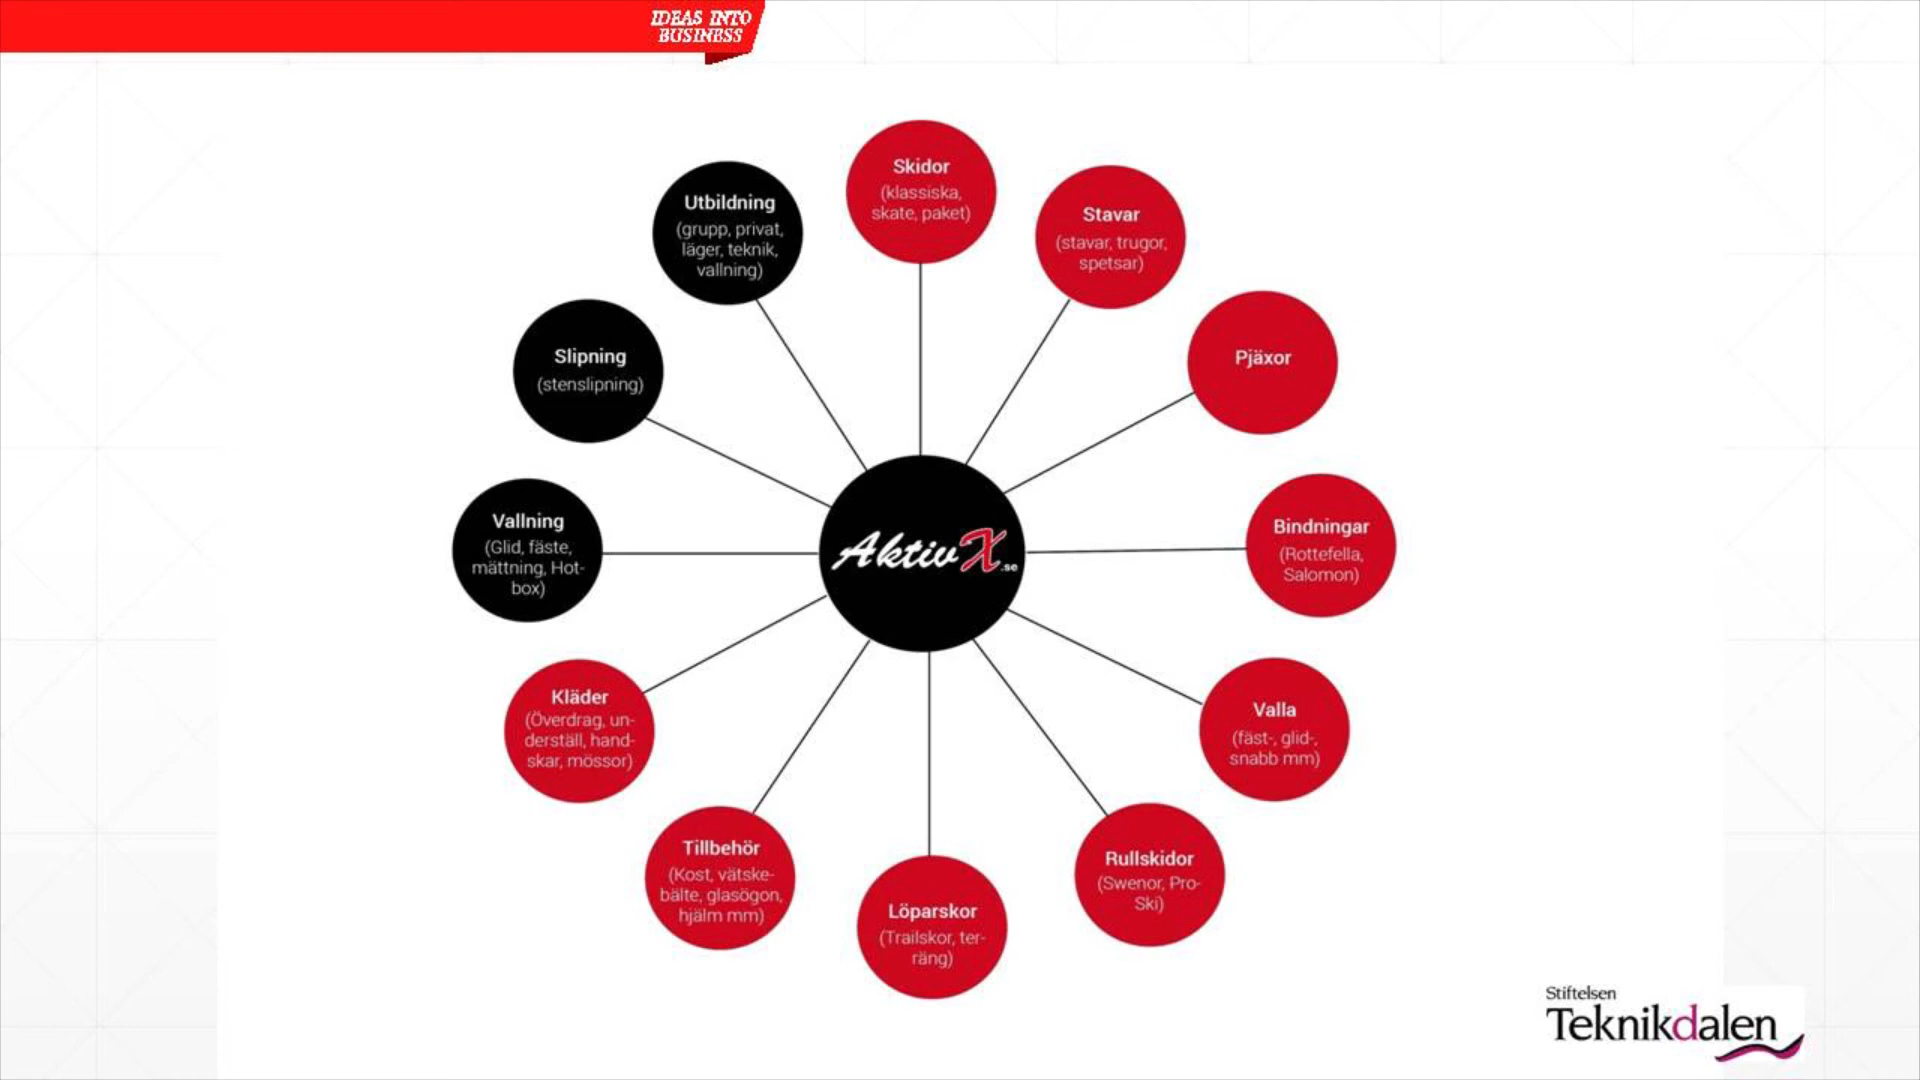 IDEAS INTO
BUSINESS
Skidor
(klassiska,
skate, paket)
Stavar
(stavar, trugor,
spetsar)
Pjäxor
Bindningar
(Rottefella,
Salomon)
Valla
(fäst-, glid-,
snabb mm)
Rullskidor
(Swenor, Pro-
Ski)
Löparskor
(Trailskor, ter-
räng)
Tillbehör
(Kost, vätske-
bälte, glasögon,
hjälm mm)
Kläder
(Överdrag, un-
derställ, hand-
skar, mössor)
Vallning
(Glid, fäste,
mättning, Hot-
box)
Slipning
(stenslipning)
Utbildning
(grupp, privat,
läger, teknik,
vallning)
AktivX.se
Stiftelsen
Teknikdalen